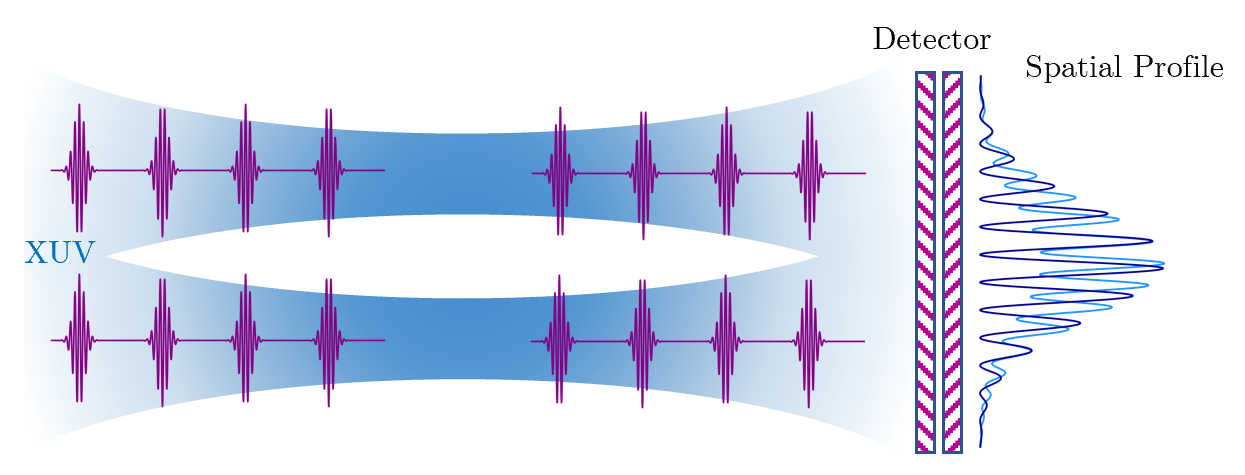 Detector
Spatial Profile
XUV